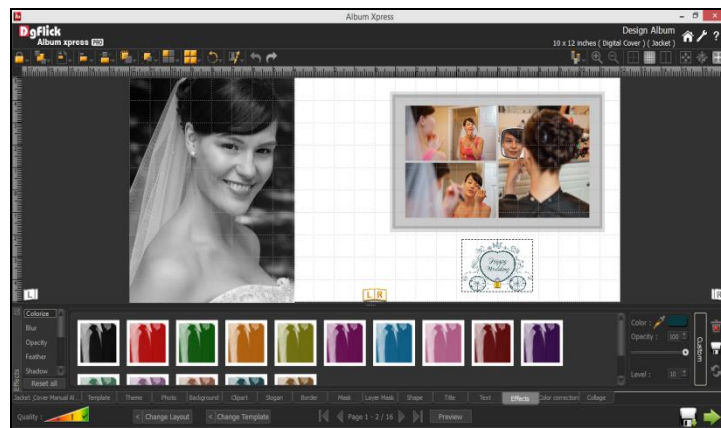 Album Xpress
DgFlick
Album xpress PRO
Design Album
10 x 12 inches ( Digital Cover ) ( Jacket )
?
Happy
Wedding
L
L R
R
Colorize
Blur
Opacity
Feather
Shadow
Reset all
Effects
Color :
Opacity : 100
Level : 10
Custom
Jacket_Cover Manual Al... Template Theme Photo Background Clipart Slogan Border Mask Layer Mask Shape Title Text Effects Color correction Collage
Quality : 1 < Change Layout < Change Template Page 1 - 2 / 16 Preview